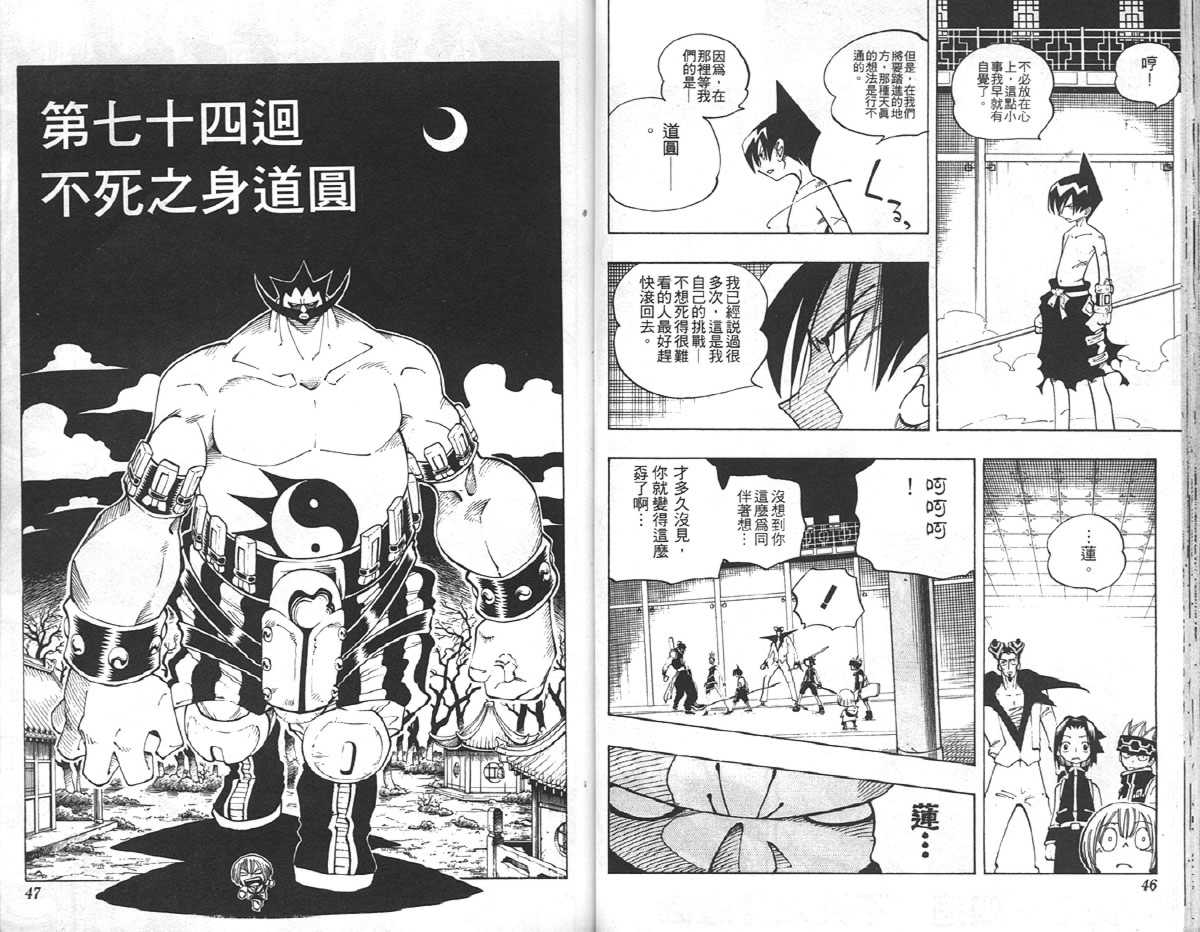 哼！
不必放在心
上，這點小
事我早就有
自覺了。
但是，在我們
將要踏進的地
方，那種天真
的想法是行不
通的。
くるっ
因為，在
那裡等我
們的是—
道圓——
。
我已經說過很
多次，這是我
自己的挑戰—
不想死得很難
看的人最好趕
快滾回去。
…蓮。
呵呵呵
！
沒想到你
這麼為同
伴著想…
才多久沒見，
你就變得這麼
孬了啊…
！
蓮…
46
第七十四迴
不死之身道圓
47